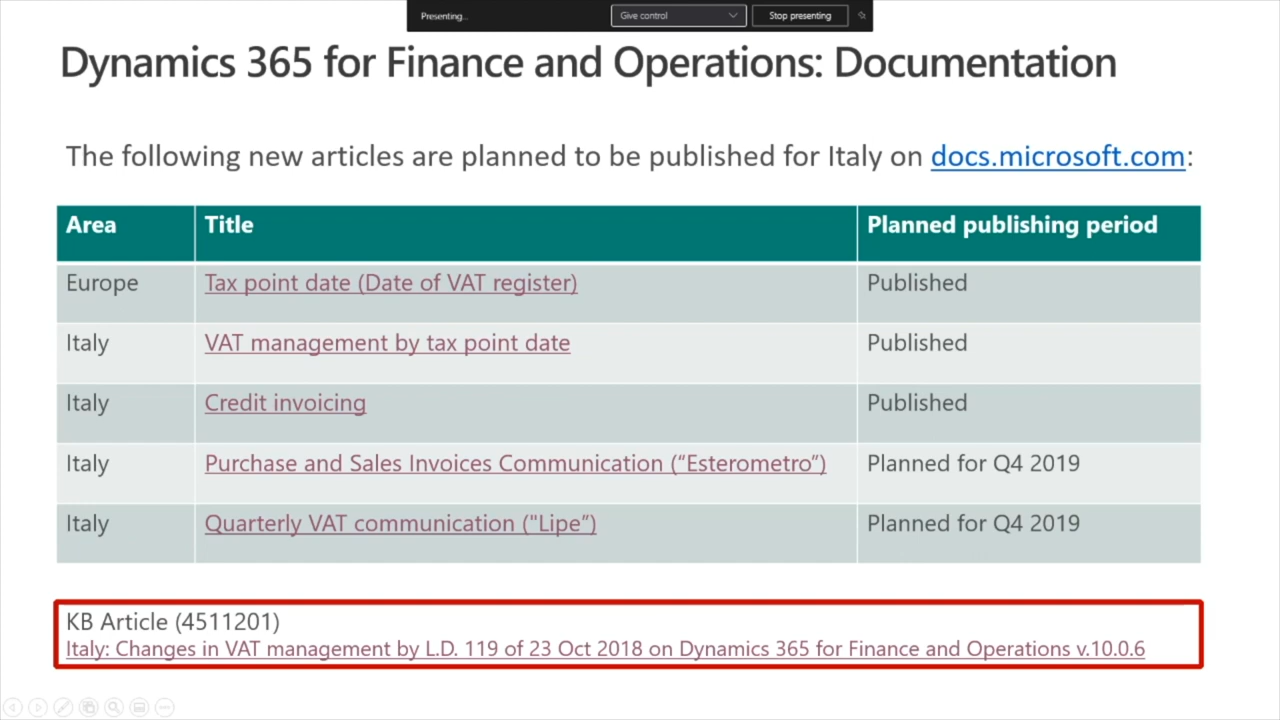 Presenting...
Give control
Stop presenting
Dynamics 365 for Finance and Operations: Documentation
The following new articles are planned to be published for Italy on docs.microsoft.com:
Area Title Planned publishing period
Europe Tax point date (Date of VAT register) Published
Italy VAT management by tax point date Published
Italy Credit invoicing Published
Italy Purchase and Sales Invoices Communication (“Esterometro”) Planned for Q4 2019
Italy Quarterly VAT communication ("Lipe”) Planned for Q4 2019
KB Article (4511201)
Italy: Changes in VAT management by L.D. 119 of 23 Oct 2018 on Dynamics 365 for Finance and Operations v.10.0.6